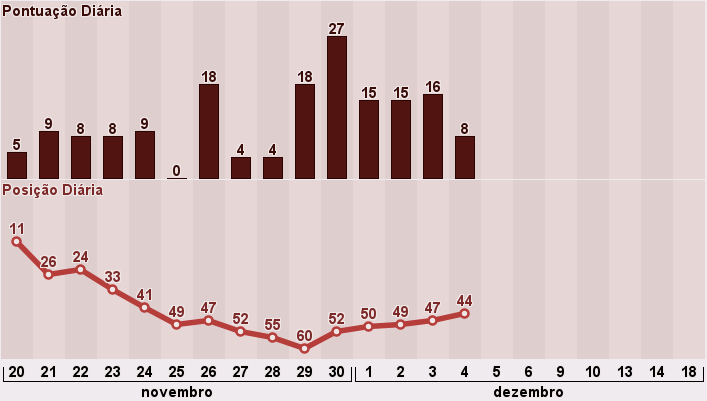 Pontuação Diária
5 9 8 8 9 0 18 4 4 18 27 15 15 16 8
Posição Diária
11 26 24 33 41 49 47 52 55 60 52 50 49 47 44
20 21 22 23 24 25 26 27 28 29 30 1 2 3 4 5 6 9 10 13 14 18
novembro dezembro